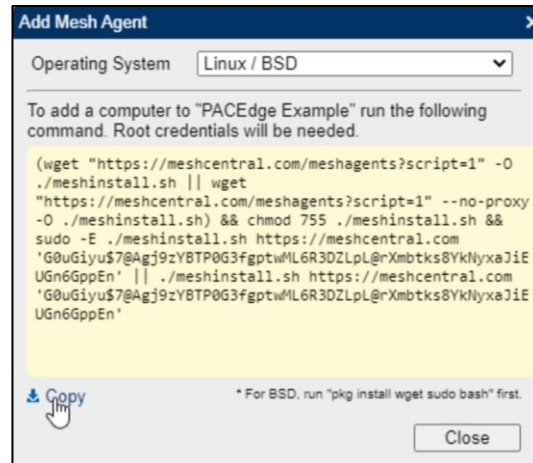 Add Mesh Agent
Operating System Linux / BSD
To add a computer to "PACEdge Example" run the following
command. Root credentials will be needed.
(wget "https://meshcentral.com/meshagents?script=1" -O
./meshinstall.sh || wget
"https://meshcentral.com/meshagents?script=1" --no-proxy
-O ./meshinstall.sh) && chmod 755 ./meshinstall.sh &&
sudo -E ./meshinstall.sh https://meshcentral.com
'G0uGiyu$7@Agj9zYBTP0G3fgptwML6R3DZLpL@rXmbtks8YkNyxaJiE
UGn6GppEn' || ./meshinstall.sh https://meshcentral.com
'G0uGiyu$7@Agj9zYBTP0G3fgptwML6R3DZLpL@rXmbtks8YkNyxaJiE
UGn6GppEn'
Copy * For BSD, run "pkg install wget sudo bash" first.
Close